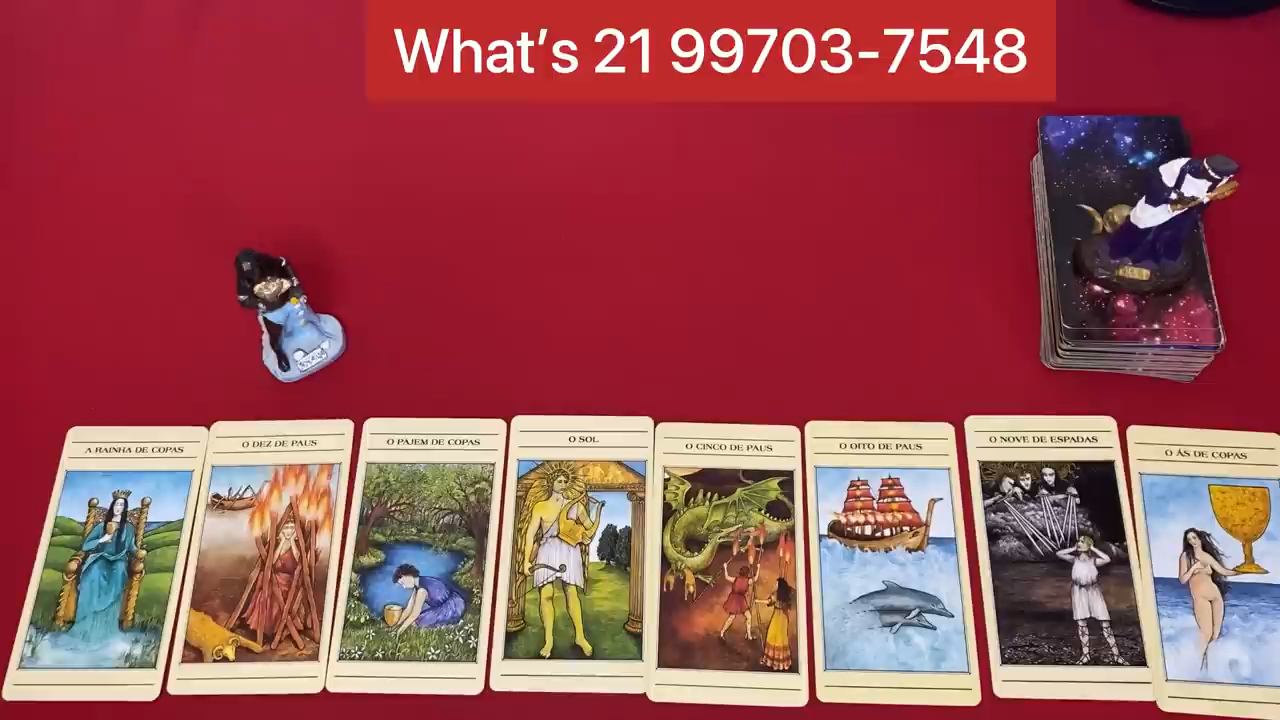 What's 21 99703-7548
A RAINHA DE COPAS
O DEZ DE PAUS
O PAJEM DE COPAS
O SOL
O CINCO DE PAUS
O OITO DE PAUS
O NOVE DE ESPADAS
O ÁS DE COPAS